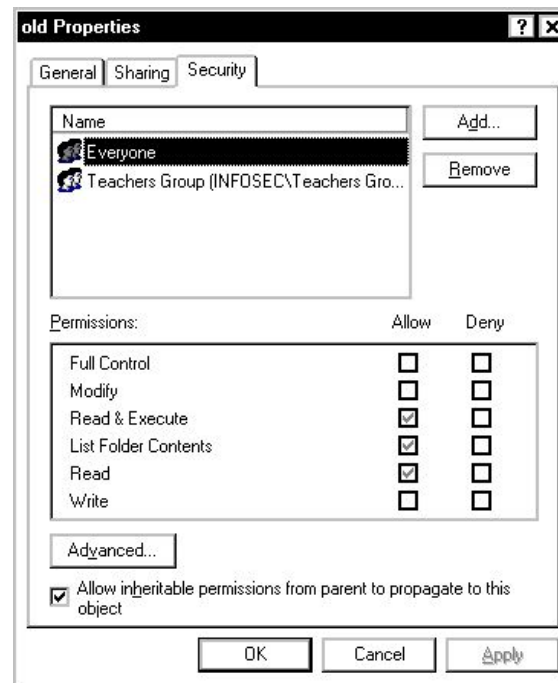 old Properties
? X
General Sharing Security
Name
Add...
Everyone
Teachers Group (INFOSEC\Teachers Gro...
Remove
Permissions: Allow Deny
Full Control
Modify
Read & Execute
List Folder Contents
Read
Write
Advanced...
Allow inheritable permissions from parent to propagate to this
object
OK Cancel Apply